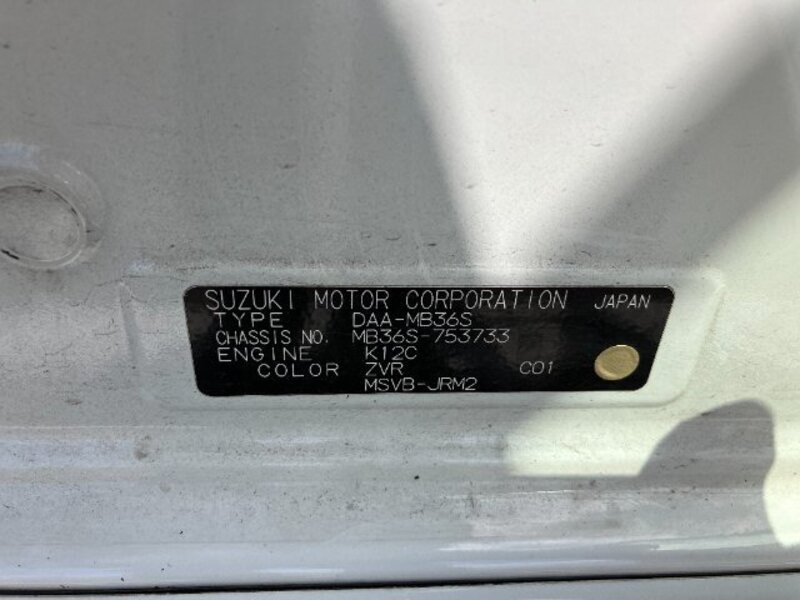 SUZUKI MOTOR CORPORATION JAPAN
TYPE DAA-MB36S
CHASSIS NO. MB36S-753733
ENGINE K12C
COLOR ZVR C01
MSVB-JRM2